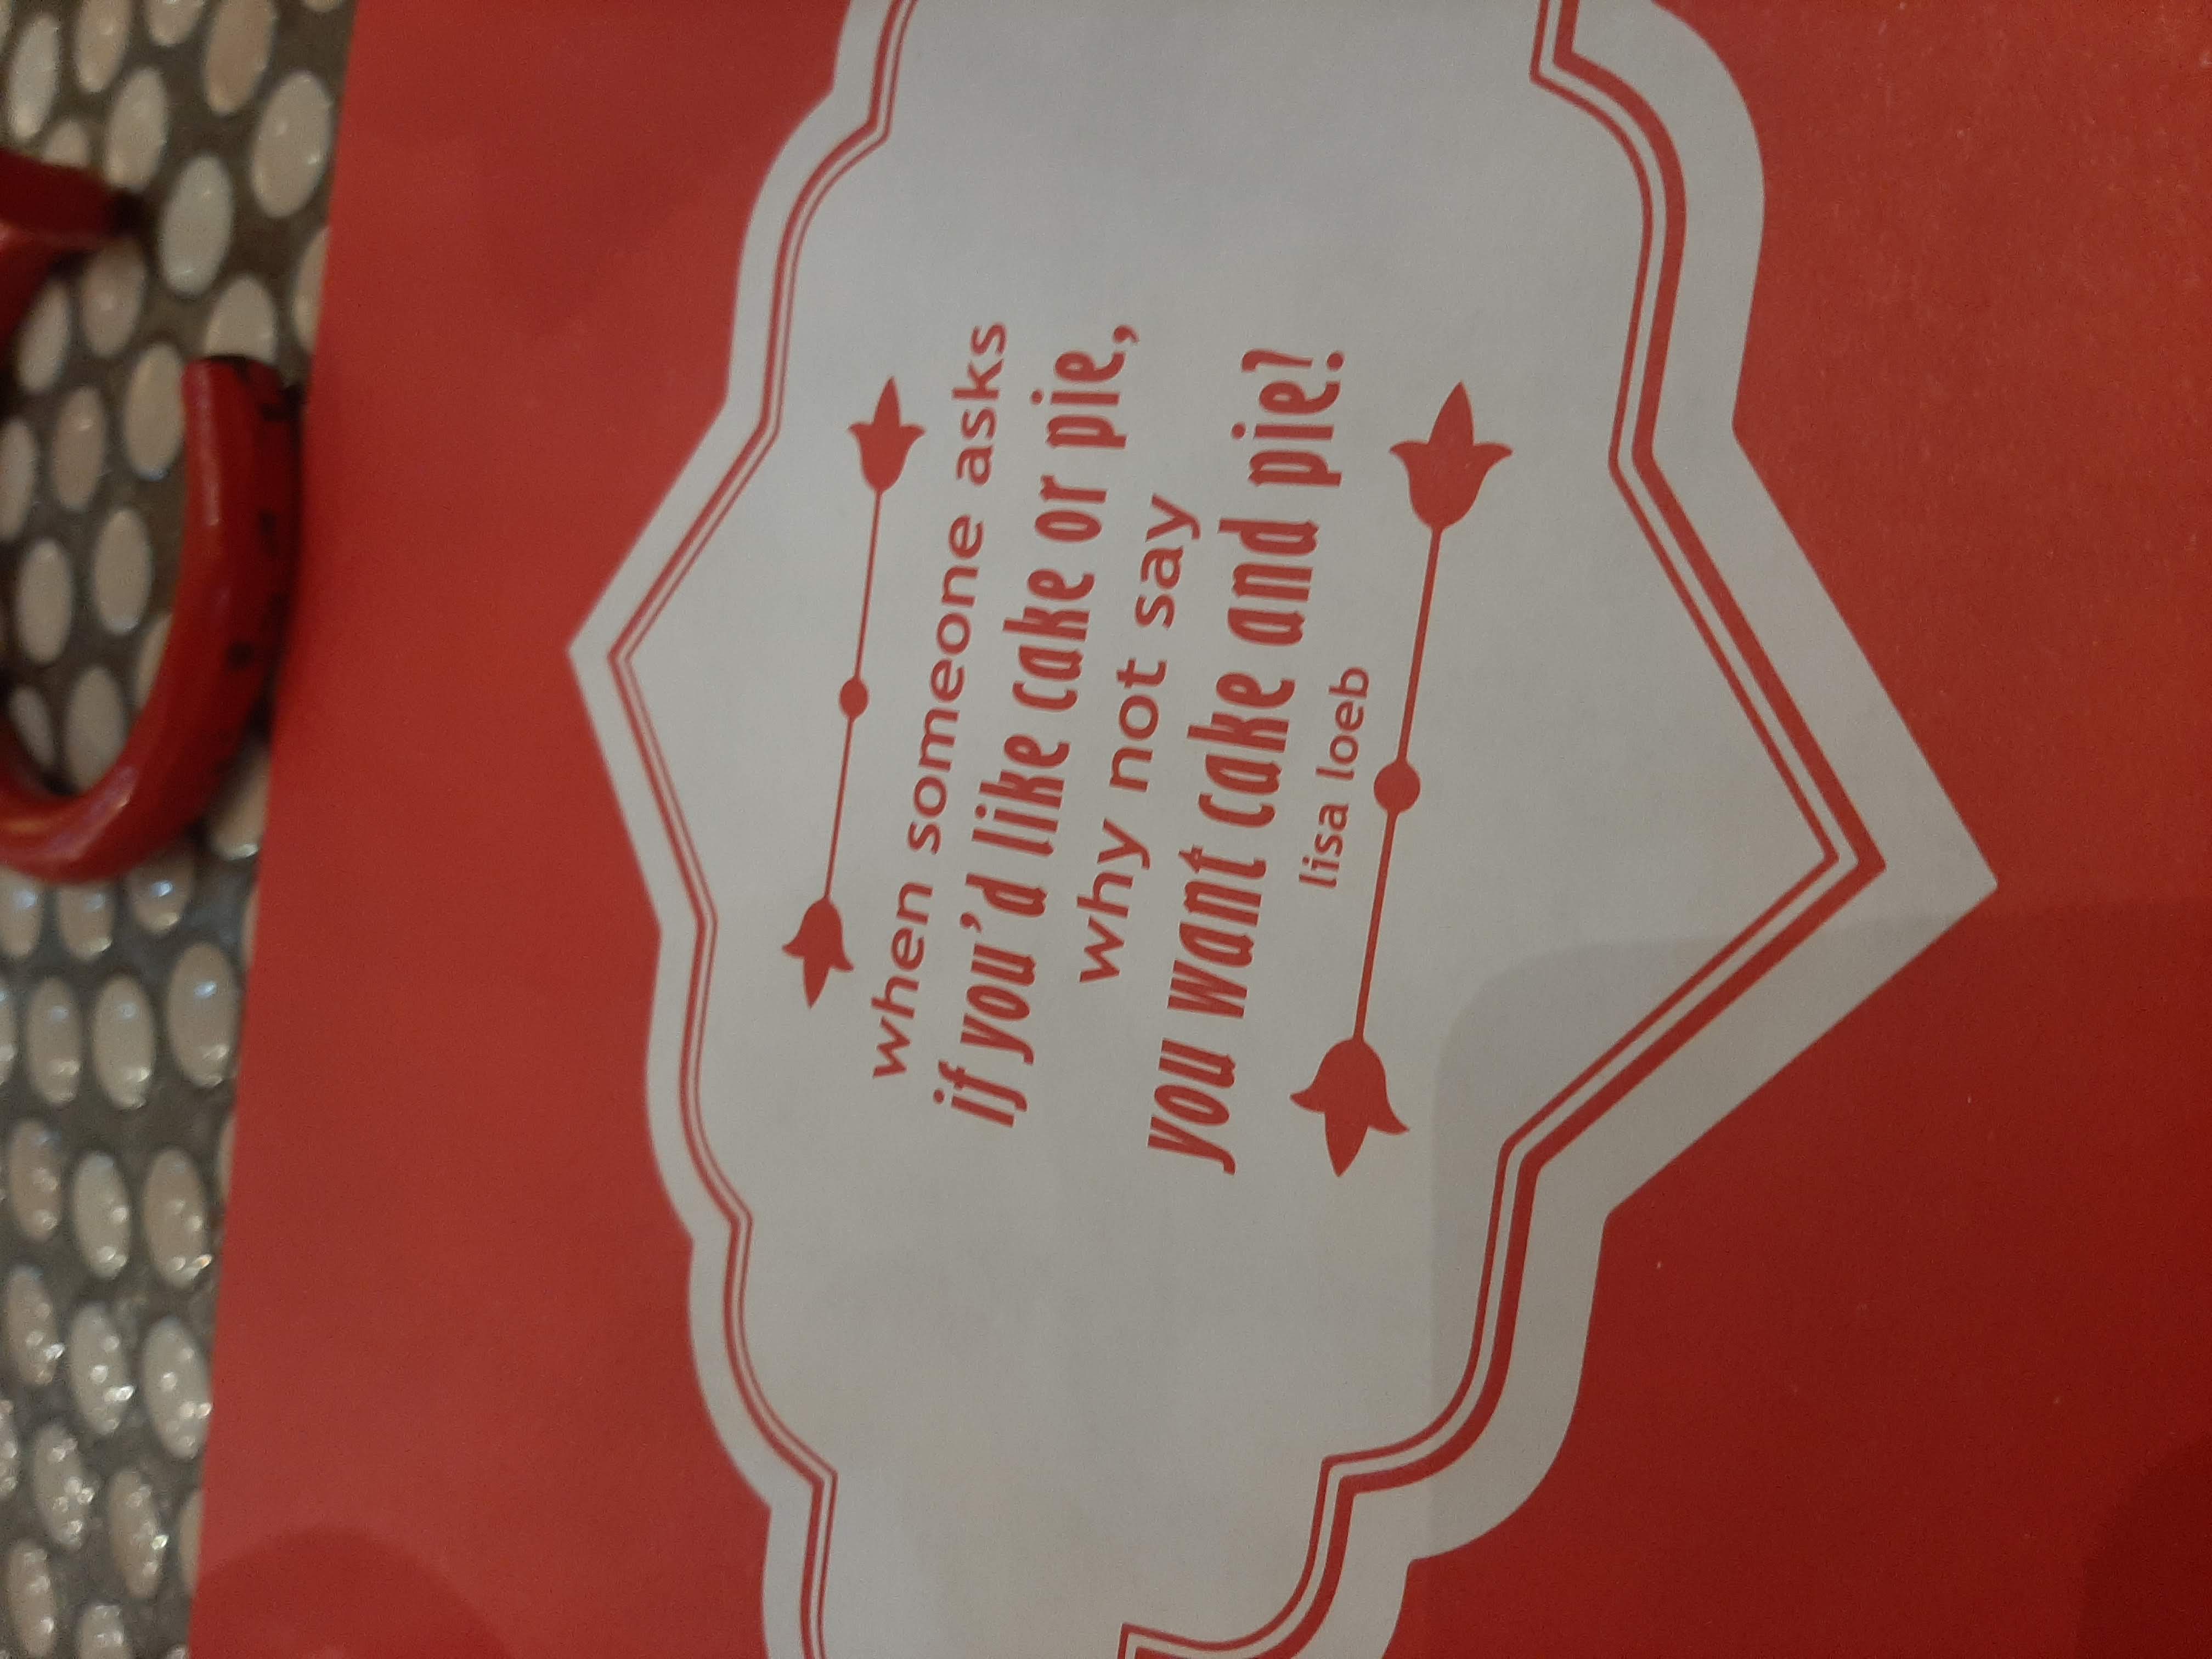 when someone asks
if you'd like cake or pie,
why not say
you want cake and pie?
lisa loeb